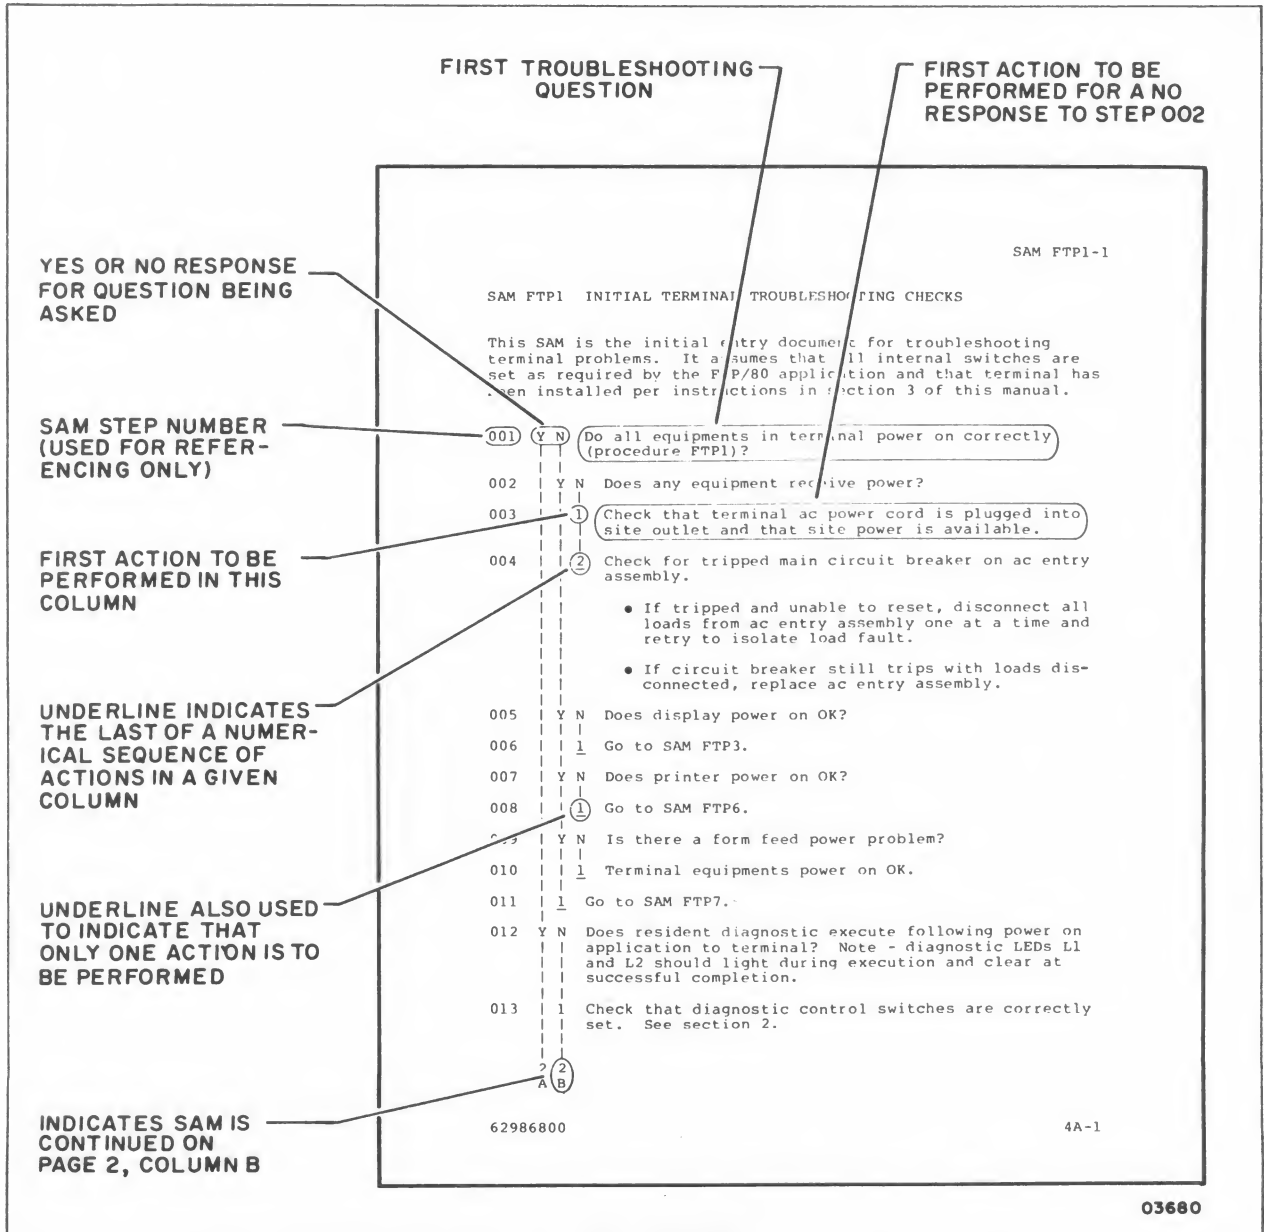 FIRST TROUBLESHOOTING
QUESTION
FIRST ACTION TO BE
PERFORMED FOR A NO
RESPONSE TO STEP 002
SAM FTP1-1
YES OR NO RESPONSE
FOR QUESTION BEING
ASKED
SAM FTP1 INITIAL TERMINAL TROUBLESHOOTING CHECKS
This SAM is the initial entry document for troubleshooting
terminal problems. It assumes that all internal switches are
set as required by the FTP/80 application and that terminal has
been installed per instructions in section 3 of this manual.
SAM STEP NUMBER
(USED FOR REFER-
ENCING ONLY)
001 Y N Do all equipments in terminal power on correctly
(procedure FTP1)?
002 Y N Does any equipment receive power?
003 1 Check that terminal ac power cord is plugged into
site outlet and that site power is available.
FIRST ACTION TO BE
PERFORMED IN THIS
COLUMN
004 2 Check for tripped main circuit breaker on ac entry
assembly.
• If tripped and unable to reset, disconnect all
loads from ac entry assembly one at a time and
retry to isolate load fault.
• If circuit breaker still trips with loads dis-
connected, replace ac entry assembly.
UNDERLINE INDICATES
THE LAST OF A NUMER-
ICAL SEQUENCE OF
ACTIONS IN A GIVEN
COLUMN
005 Y N Does display power on OK?
006 1 Go to SAM FTP3.
007 Y N Does printer power on OK?
008 1 Go to SAM FTP6.
009 Y N Is there a form feed power problem?
010 1 Terminal equipments power on OK.
011 1 Go to SAM FTP7.
UNDERLINE ALSO USED
TO INDICATE THAT
ONLY ONE ACTION IS TO
BE PERFORMED
012 Y N Does resident diagnostic execute following power on
application to terminal? Note - diagnostic LEDs L1
and L2 should light during execution and clear at
successful completion.
013 1 Check that diagnostic control switches are correctly
set. See section 2.
2 2
A B
INDICATES SAM IS
CONTINUED ON
PAGE 2, COLUMN B
62986800 4A-1
03680